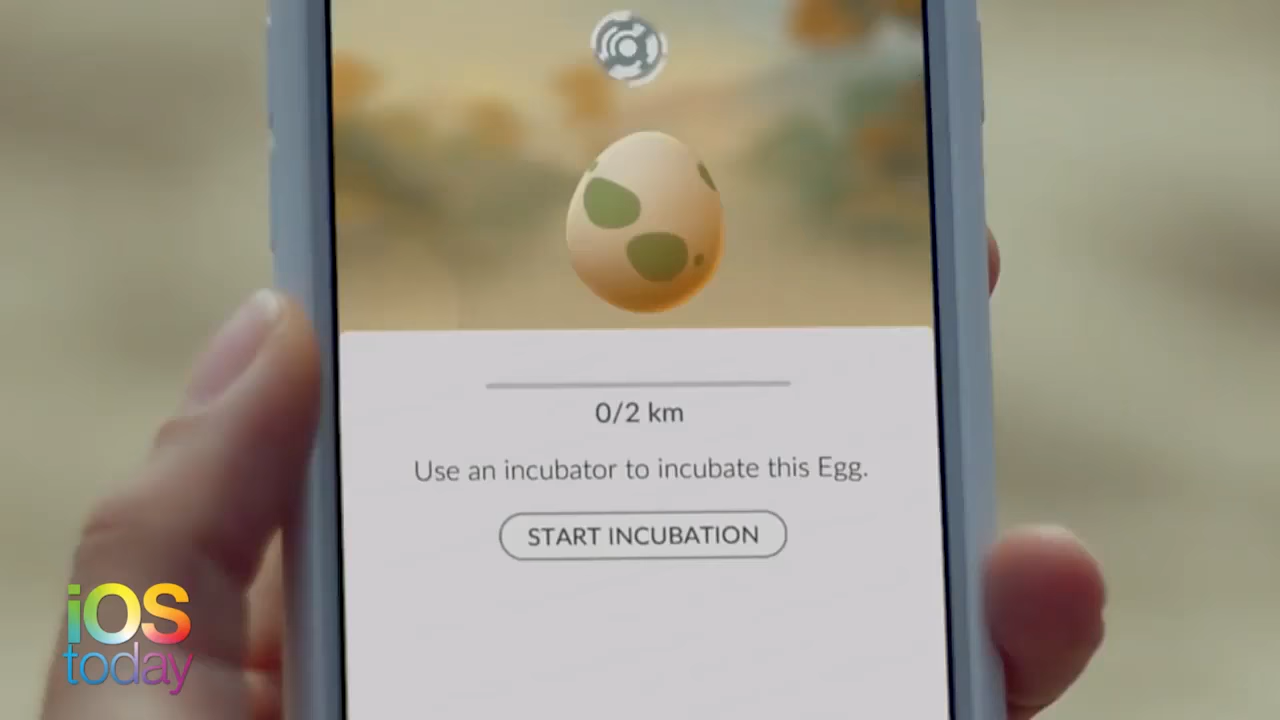 0/2 km
Use an incubator to incubate this Egg.
START INCUBATION
iOS
today